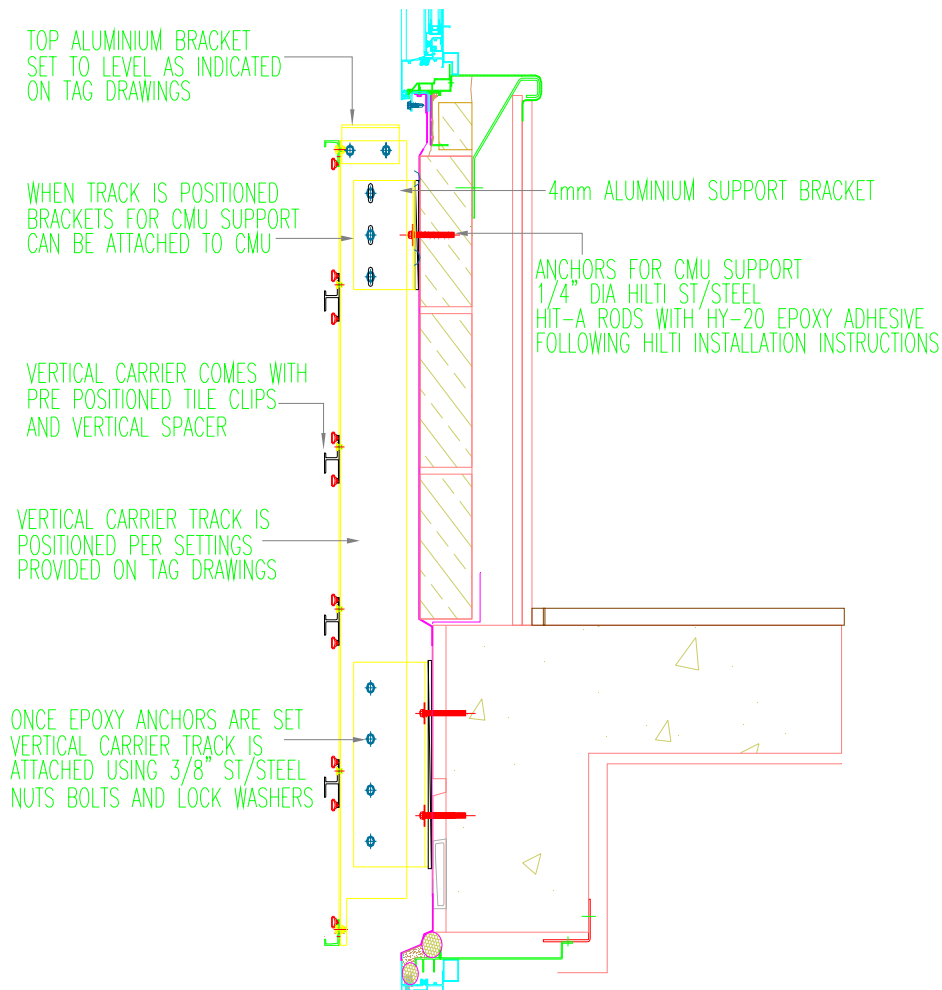 TOP ALUMINIUM BRACKET
SET TO LEVEL AS INDICATED
ON TAG DRAWINGS
WHEN TRACK IS POSITIONED
BRACKETS FOR CMU SUPPORT
CAN BE ATTACHED TO CMU
4mm ALUMINIUM SUPPORT BRACKET
ANCHORS FOR CMU SUPPORT
1/4” DIA HILTI ST/STEEL
HIT-A RODS WITH HY-20 EPOXY ADHESIVE
FOLLOWING HILTI INSTALLATION INSTRUCTIONS
VERTICAL CARRIER COMES WITH
PRE POSITIONED TILE CLIPS
AND VERTICAL SPACER
VERTICAL CARRIER TRACK IS
POSITIONED PER SETTINGS
PROVIDED ON TAG DRAWINGS
ONCE EPOXY ANCHORS ARE SET
VERTICAL CARRIER TRACK IS
ATTACHED USING 3/8” ST/STEEL
NUTS BOLTS AND LOCK WASHERS